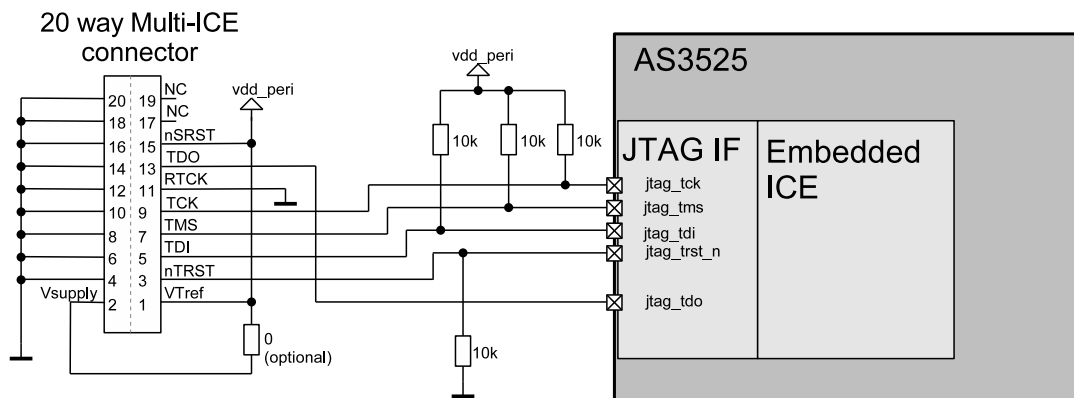 20 way Multi-ICE
connector
vdd_peri
vdd_peri
AS3525
20 19 NC
18 17 NC
16 15 nSRST
14 13 TDO
12 11 RTCK
10 9 TCK
8 7 TMS
6 5 TDI
4 3 nTRST
Vsupply 2 1 VTref
10k 10k 10k
JTAG IF
Embedded
ICE
jtag_tck
jtag_tms
jtag_tdi
jtag_trst_n
jtag_tdo
0
(optional)
10k